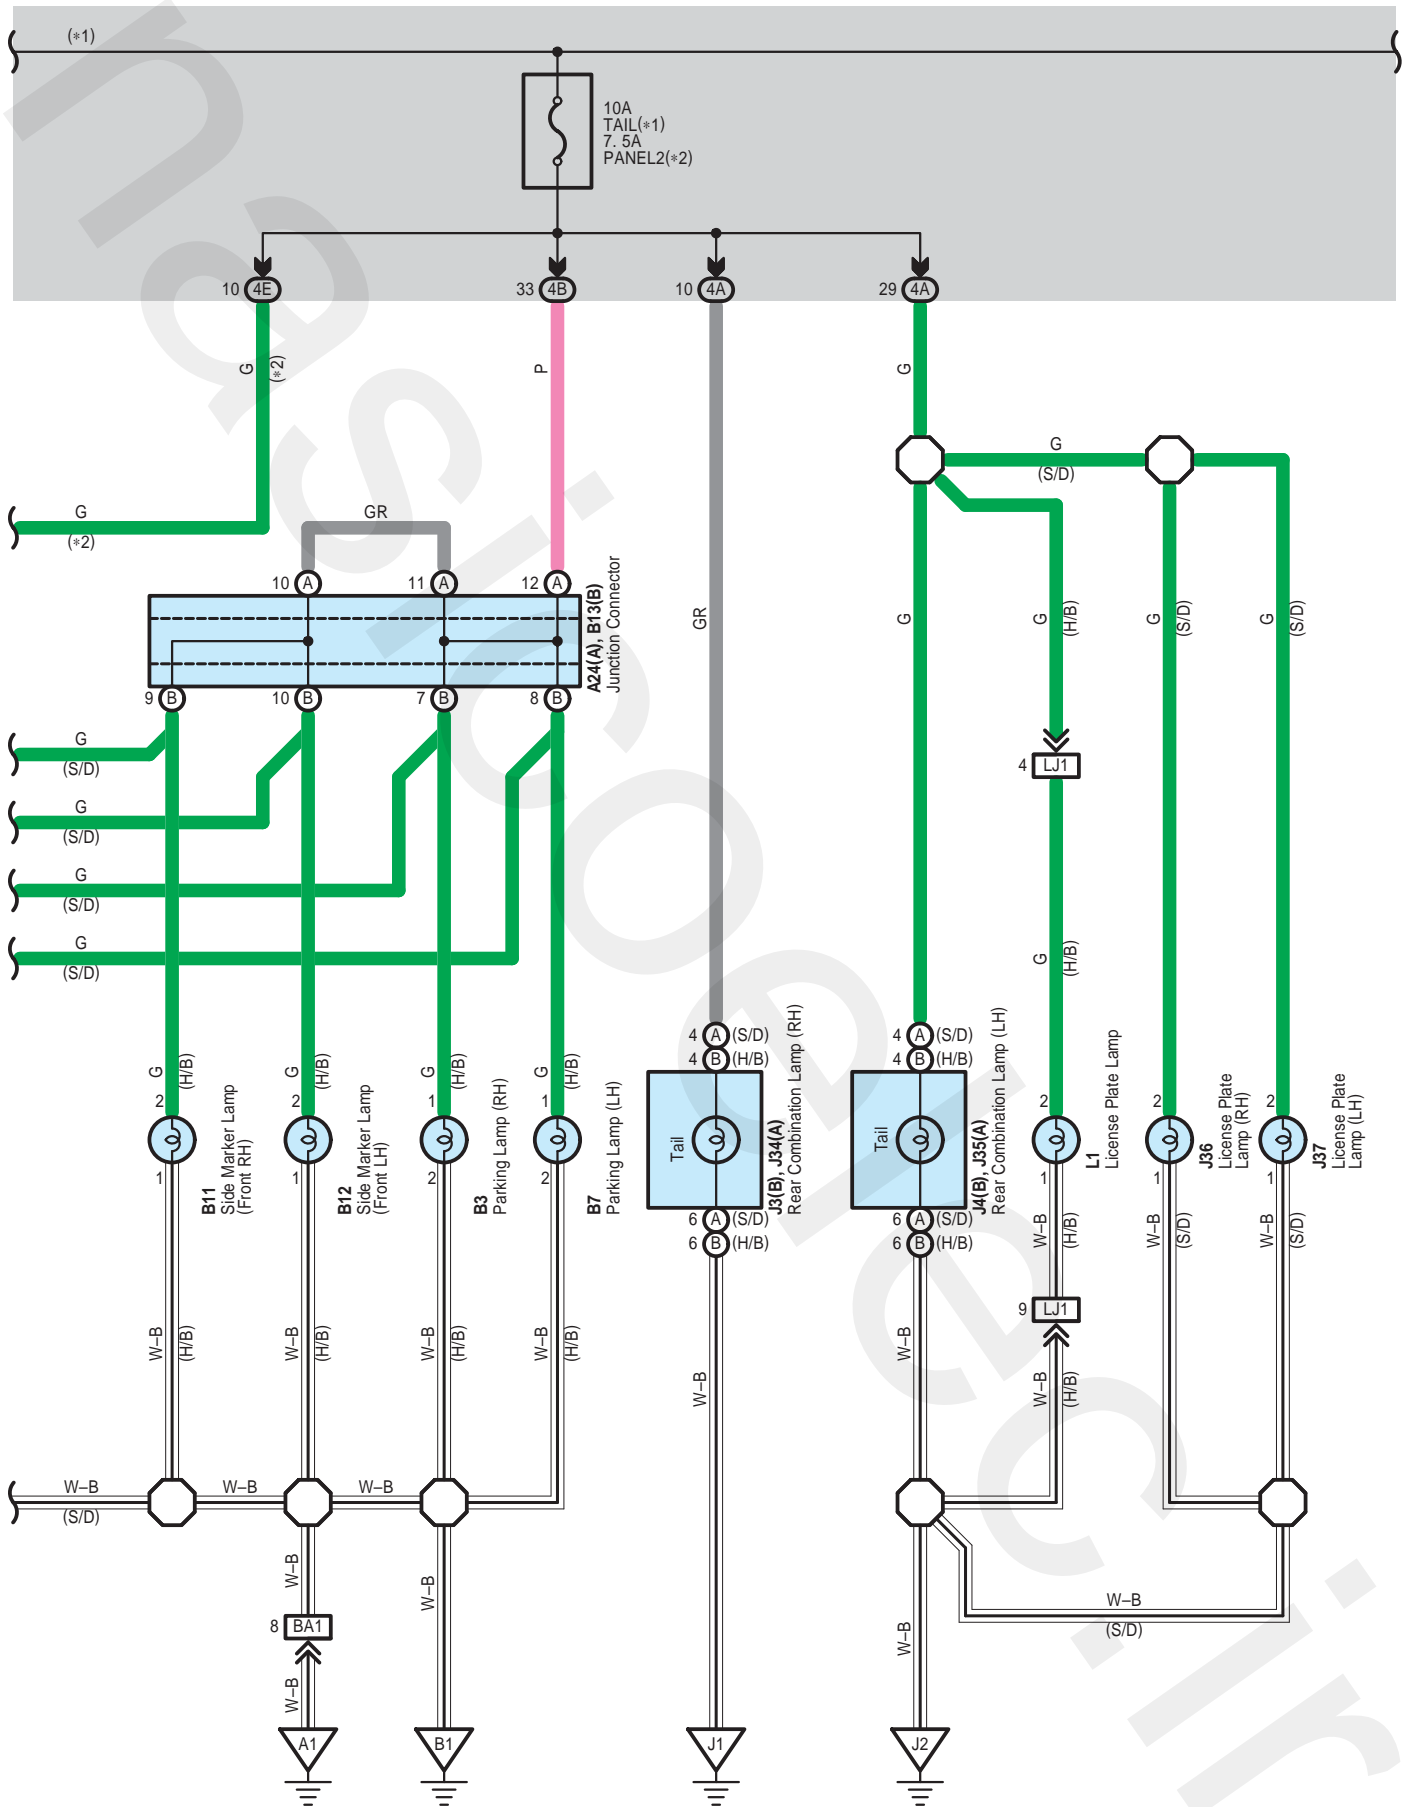 (*1)
10A
TAIL(*1)
7. 5A
PANEL2(*2)
10 4E
33 4B
10 4A
29 4A
G
(*2)
P
G
G
(S/D)
G
(*2)
GR
10 A
11 A
12 A
A24(A), B13(B)
Junction Connector
GR
G
G
(H/B)
G
(S/D)
G
(S/D)
9 B
10 B
7 B
8 B
G
(S/D)
G
(S/D)
G
(S/D)
G
(S/D)
4 LJ1
G
(H/B)
G
(H/B)
G
(H/B)
G
(H/B)
G
(H/B)
4 A (S/D)
4 B (H/B)
4 A (S/D)
4 B (H/B)
2
2
1
1
2
2
2
Tail
Tail
1
1
2
2
1
1
1
B11
Side Marker Lamp
(Front RH)
B12
Side Marker Lamp
(Front LH)
B3
Parking Lamp (RH)
B7
Parking Lamp (LH)
J3(B), J34(A)
Rear Combination Lamp (RH)
J4(B), J35(A)
Rear Combination Lamp (LH)
L1
License Plate Lamp
J36
License Plate
Lamp (RH)
J37
License Plate
Lamp (LH)
6 A (S/D)
6 B (H/B)
6 A (S/D)
6 B (H/B)
W–B
(H/B)
W–B
(S/D)
W–B
(S/D)
9 LJ1
W–B
(H/B)
W–B
(H/B)
W–B
(H/B)
W–B
(H/B)
W–B
W–B
W–B
(H/B)
W–B
(S/D)
W–B
W–B
W–B
W–B
W–B
W–B
(S/D)
8 BA1
W–B
A1
B1
J1
J2
nasicoelec.ir